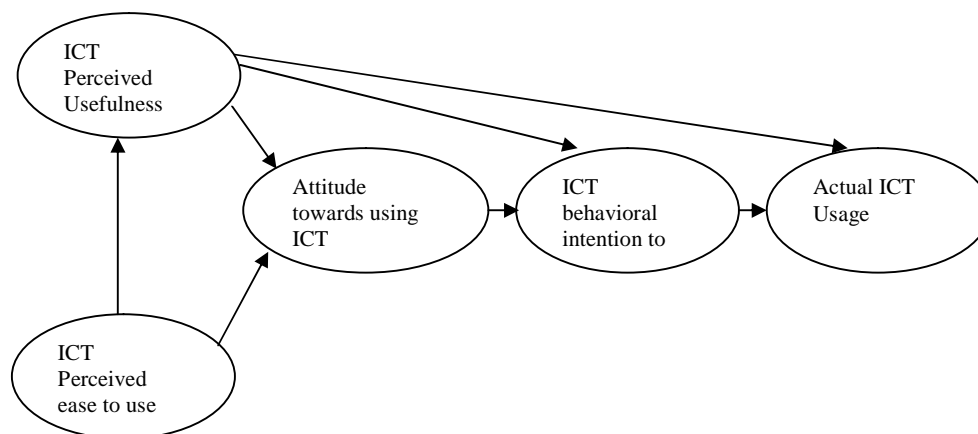 ICT
Perceived
Usefulness
Attitude
towards using
ICT
ICT
behavioral
intention to
Actual ICT
Usage
ICT
Perceived
ease to use